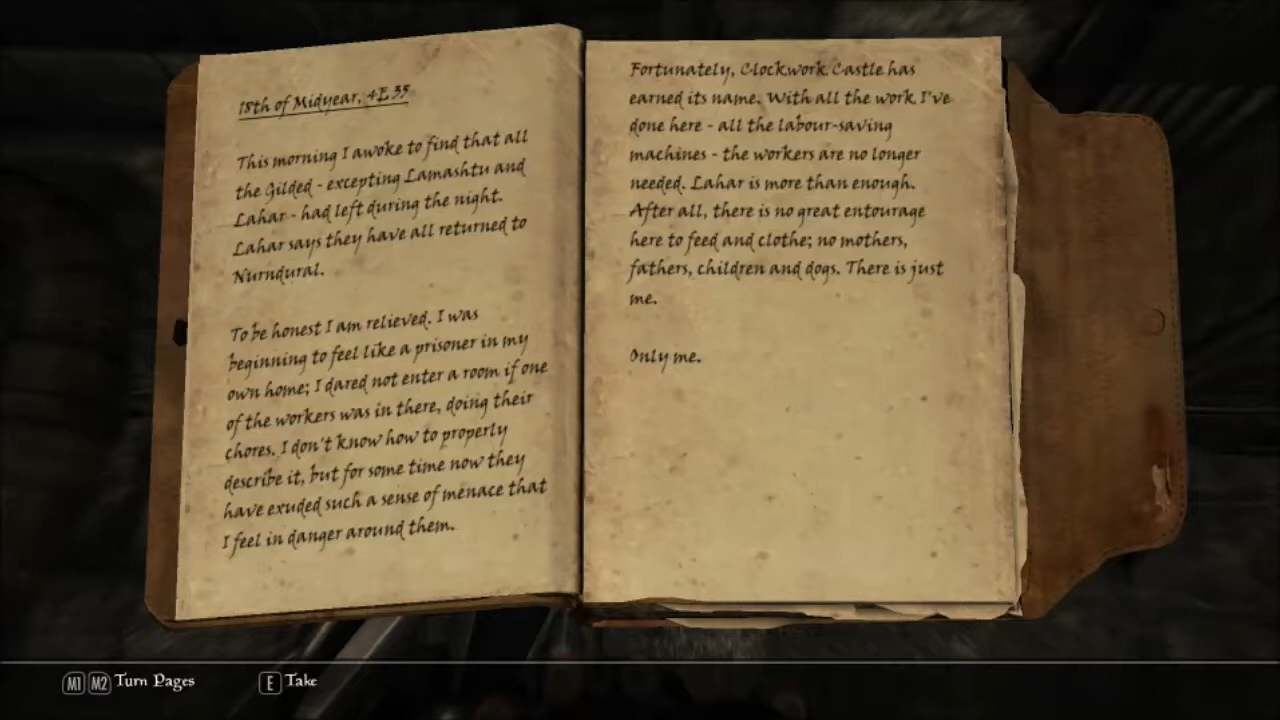 18th of Midyear, 4E 35
This morning I awoke to find that all
the Gilded - excepting Lamashtu and
Lahar - had left during the night.
Lahar says they have all returned to
Nurndural.
To be honest I am relieved. I was
beginning to feel like a prisoner in my
own home; I dared not enter a room if one
of the workers was in there, doing their
chores. I don't know how to properly
describe it, but for some time now they
have exuded such a sense of menace that
I feel in danger around them.
Fortunately, Clockwork Castle has
earned its name. With all the work I've
done here - all the labour-saving
machines - the workers are no longer
needed. Lahar is more than enough.
After all, there is no great entourage
here to feed and clothe; no mothers,
fathers, children and dogs. There is just
me.
Only me.
M1 M2 Turn Pages
E Take